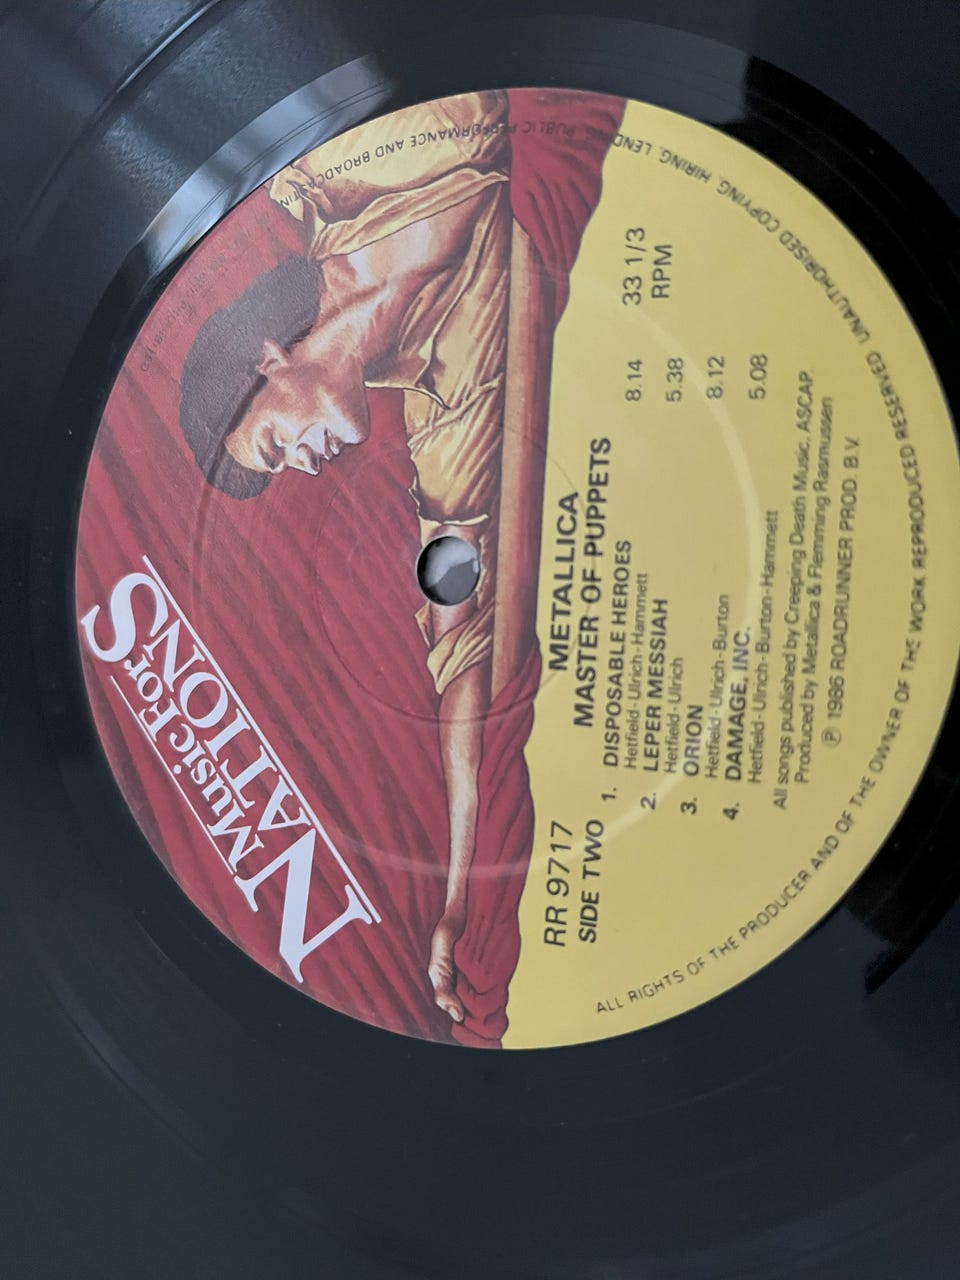 Music For
NATIONS
METALLICA
MASTER OF PUPPETS
RR 9717
SIDE TWO
33 1/3
RPM
1. DISPOSABLE HEROES 8.14
Hetfield - Ulrich - Hammett
2. LEPER MESSIAH 5.38
Hetfield - Ulrich
3. ORION 8.12
Hetfield - Ulrich - Burton
4. DAMAGE, INC. 5.08
Hetfield - Ulrich - Burton - Hammett
All songs published by Creeping Death Music, ASCAP.
Produced by Metallica & Flemming Rasmussen
℗ 1986 ROADRUNNER PROD. B.V.
ALL RIGHTS OF THE PRODUCER AND OF THE OWNER OF THE WORK REPRODUCED RESERVED UNAUTHORISED COPYING, HIRING, LENDING, PUBLIC PERFORMANCE AND BROADCASTING